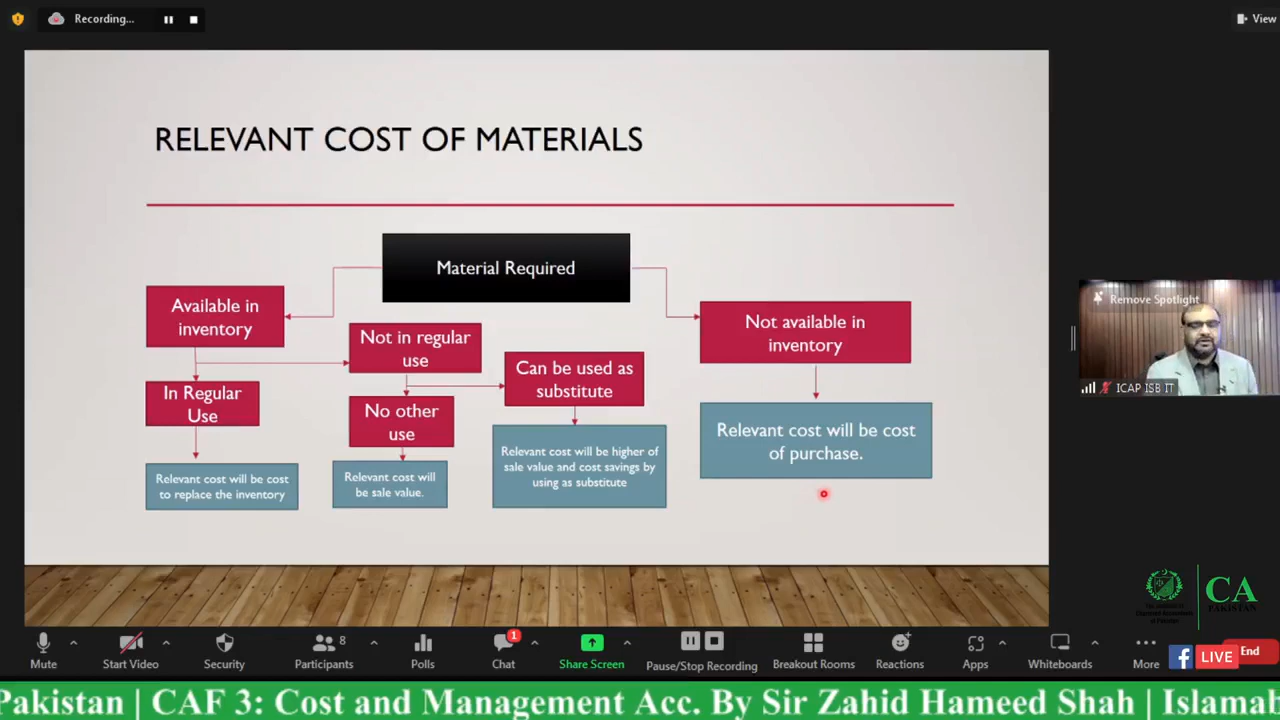 Recording...
View
RELEVANT COST OF MATERIALS
Material Required
Available in
inventory
Not in regular
use
Can be used as
substitute
Not available in
inventory
In Regular
Use
No other
use
Relevant cost will be cost
to replace the inventory
Relevant cost will
be sale value.
Relevant cost will be higher of
sale value and cost savings by
using as substitute
Relevant cost will be cost
of purchase.
Remove Spotlight
ICAP ISB IT
CA
PAKISTAN
Mute
Start Video
Security
8
Participants
Polls
1
Chat
Share Screen
Pause/Stop Recording
Breakout Rooms
Reactions
Apps
Whiteboards
More
LIVE
End
Pakistan | CAF 3: Cost and Management Acc. By Sir Zahid Hameed Shah | Islamab